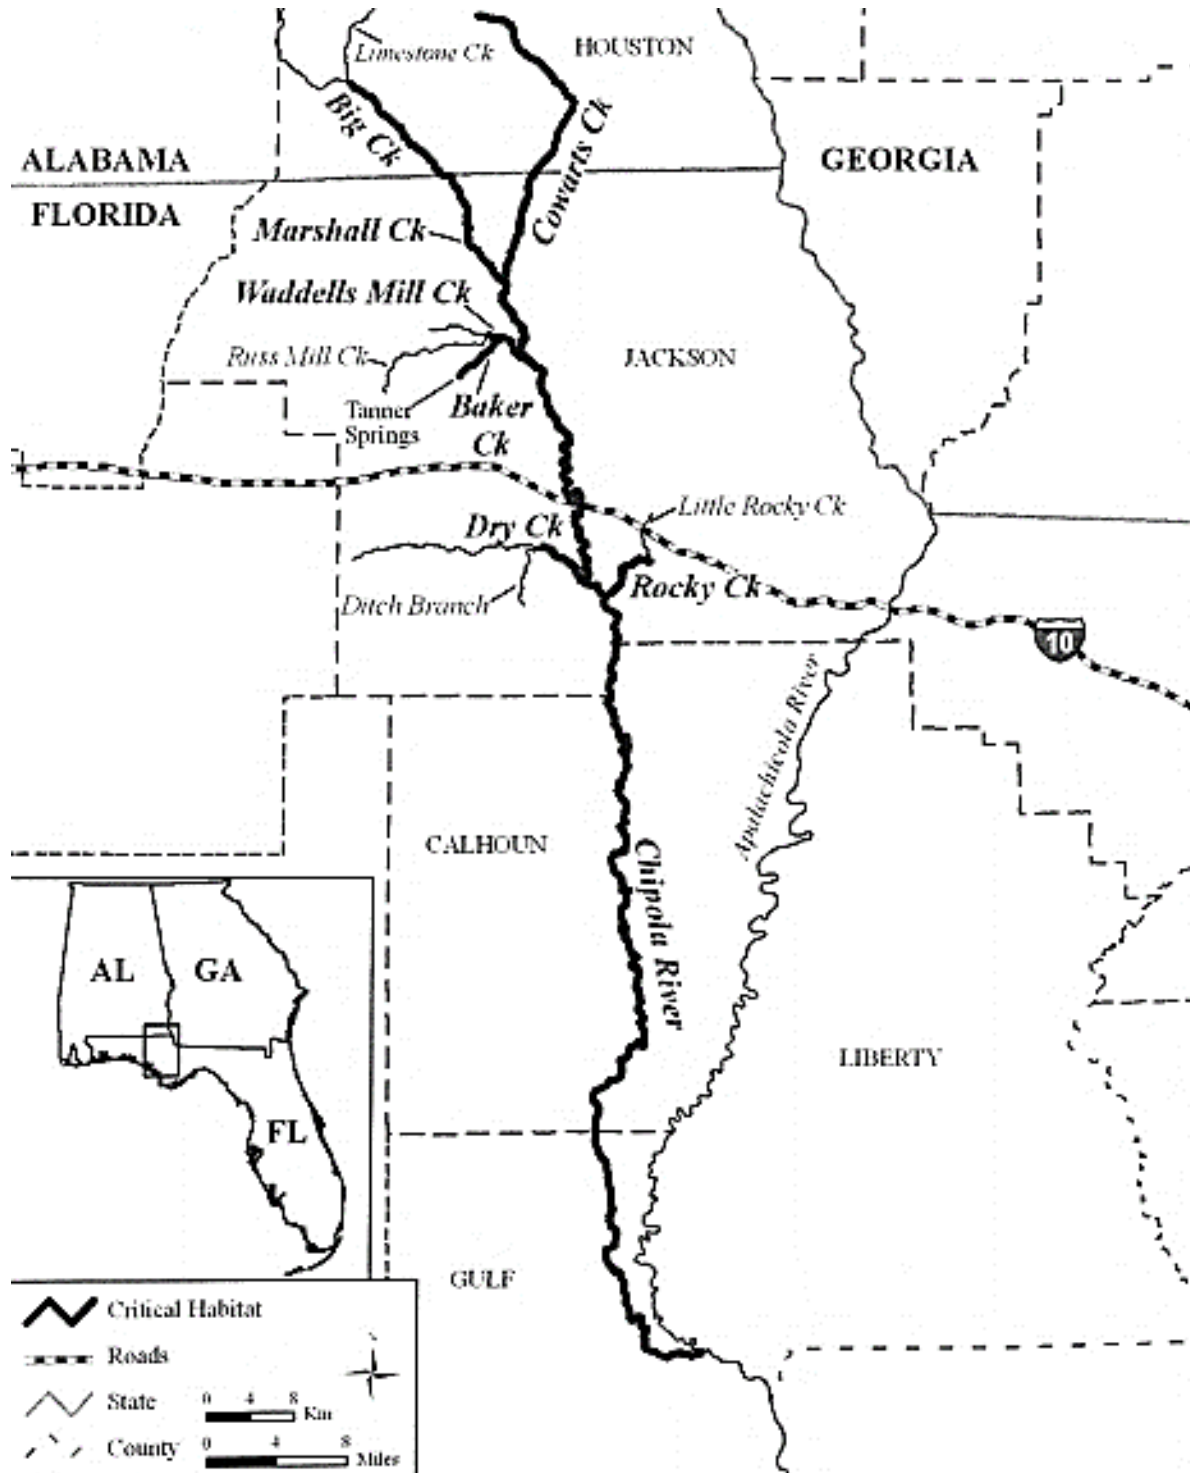 HOUSTON
Limestone Ck
Big Ck
Cowarts Ck
ALABAMA
GEORGIA
FLORIDA
Marshall Ck
Waddells Mill Ck
Russ Mill Ck
JACKSON
Tanner
Springs
Baker
Ck
Little Rocky Ck
Dry Ck
Rocky Ck
Ditch Branch
10
Apalachicola River
CALHOUN
Chipola River
AL
GA
LIBERTY
FL
GULF
Critical Habitat
Roads
State
0 4 8
Km
County
0 4 8
Miles